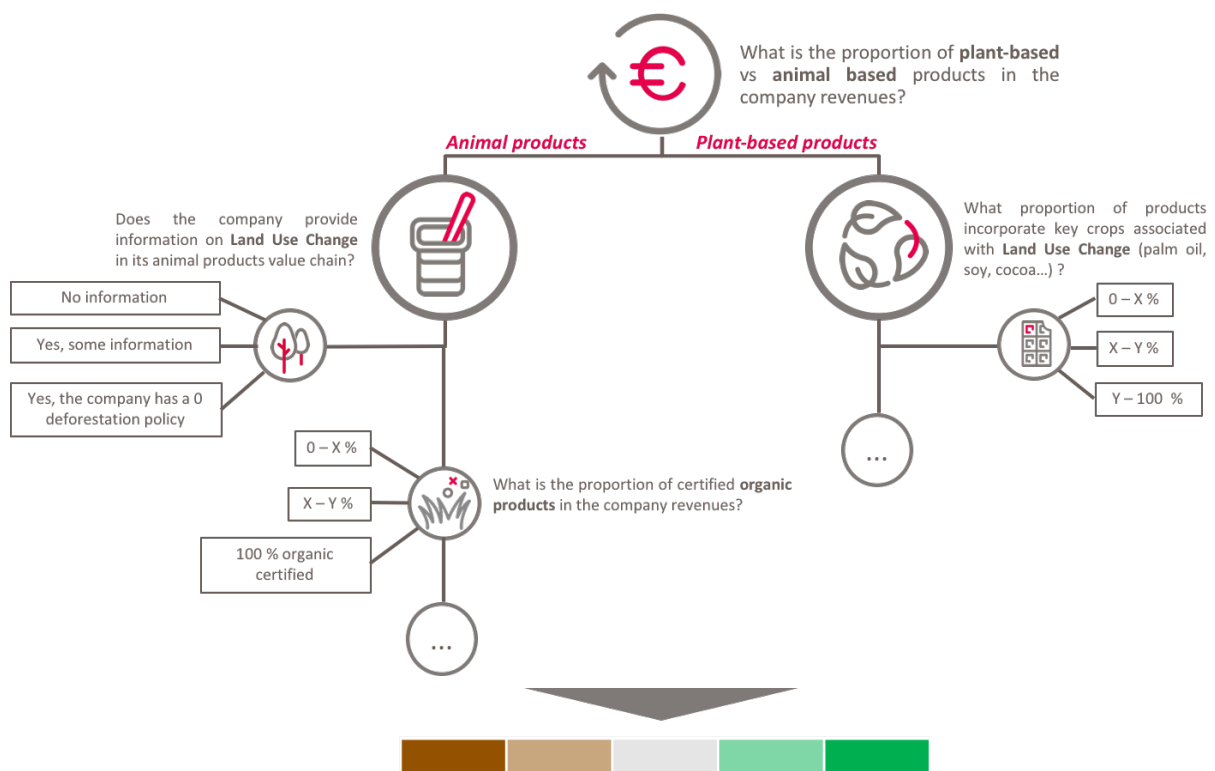 What is the proportion of plant-based
vs animal based products in the
company revenues?
Animal products
Plant-based products
Does the company provide
information on Land Use Change
in its animal products value chain?
No information
Yes, some information
Yes, the company has a 0
deforestation policy
What proportion of products
incorporate key crops associated
with Land Use Change (palm oil,
soy, cocoa…) ?
0 – X %
X – Y %
Y – 100 %
0 – X %
X – Y %
100 % organic
certified
What is the proportion of certified organic
products in the company revenues?
…
…